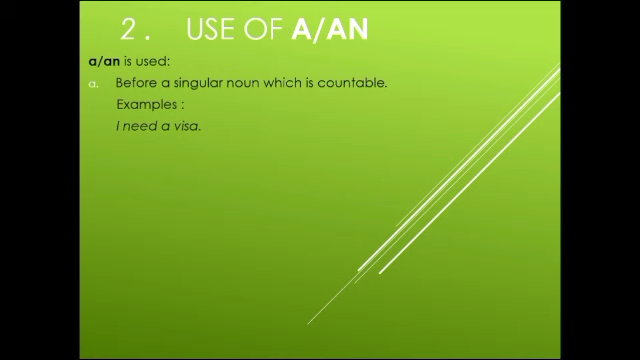 2. USE OF A/AN
a/an is used:
a. Before a singular noun which is countable.
Examples :
I need a visa.